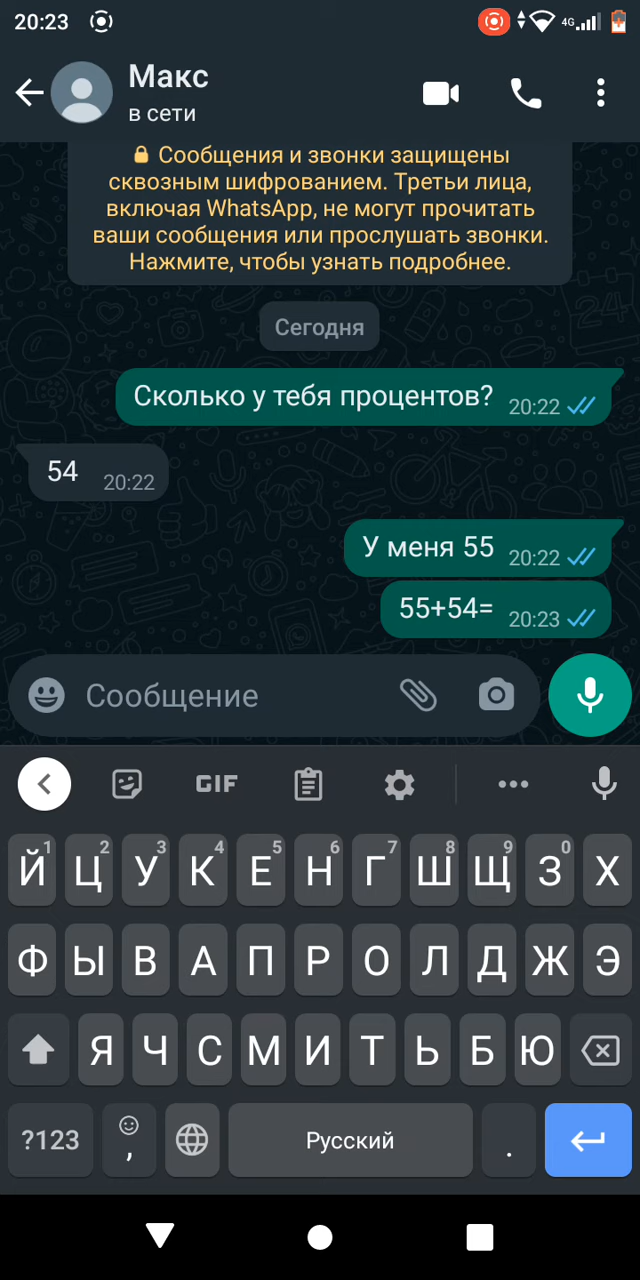 20:23
4G
Макс
в сети
Сообщения и звонки защищены
сквозным шифрованием. Третьи лица,
включая WhatsApp, не могут прочитать
ваши сообщения или прослушать звонки.
Нажмите, чтобы узнать подробнее.
Сегодня
Сколько у тебя процентов? 20:22
54 20:22
У меня 55 20:22
55+54= 20:23
Сообщение
GIF
1 2 3 4 5 6 7 8 9 0
Й Ц У К Е Н Г Ш Щ З Х
Ф Ы В А П Р О Л Д Ж Э
Я Ч С М И Т Ь Б Ю
?123 , Русский .